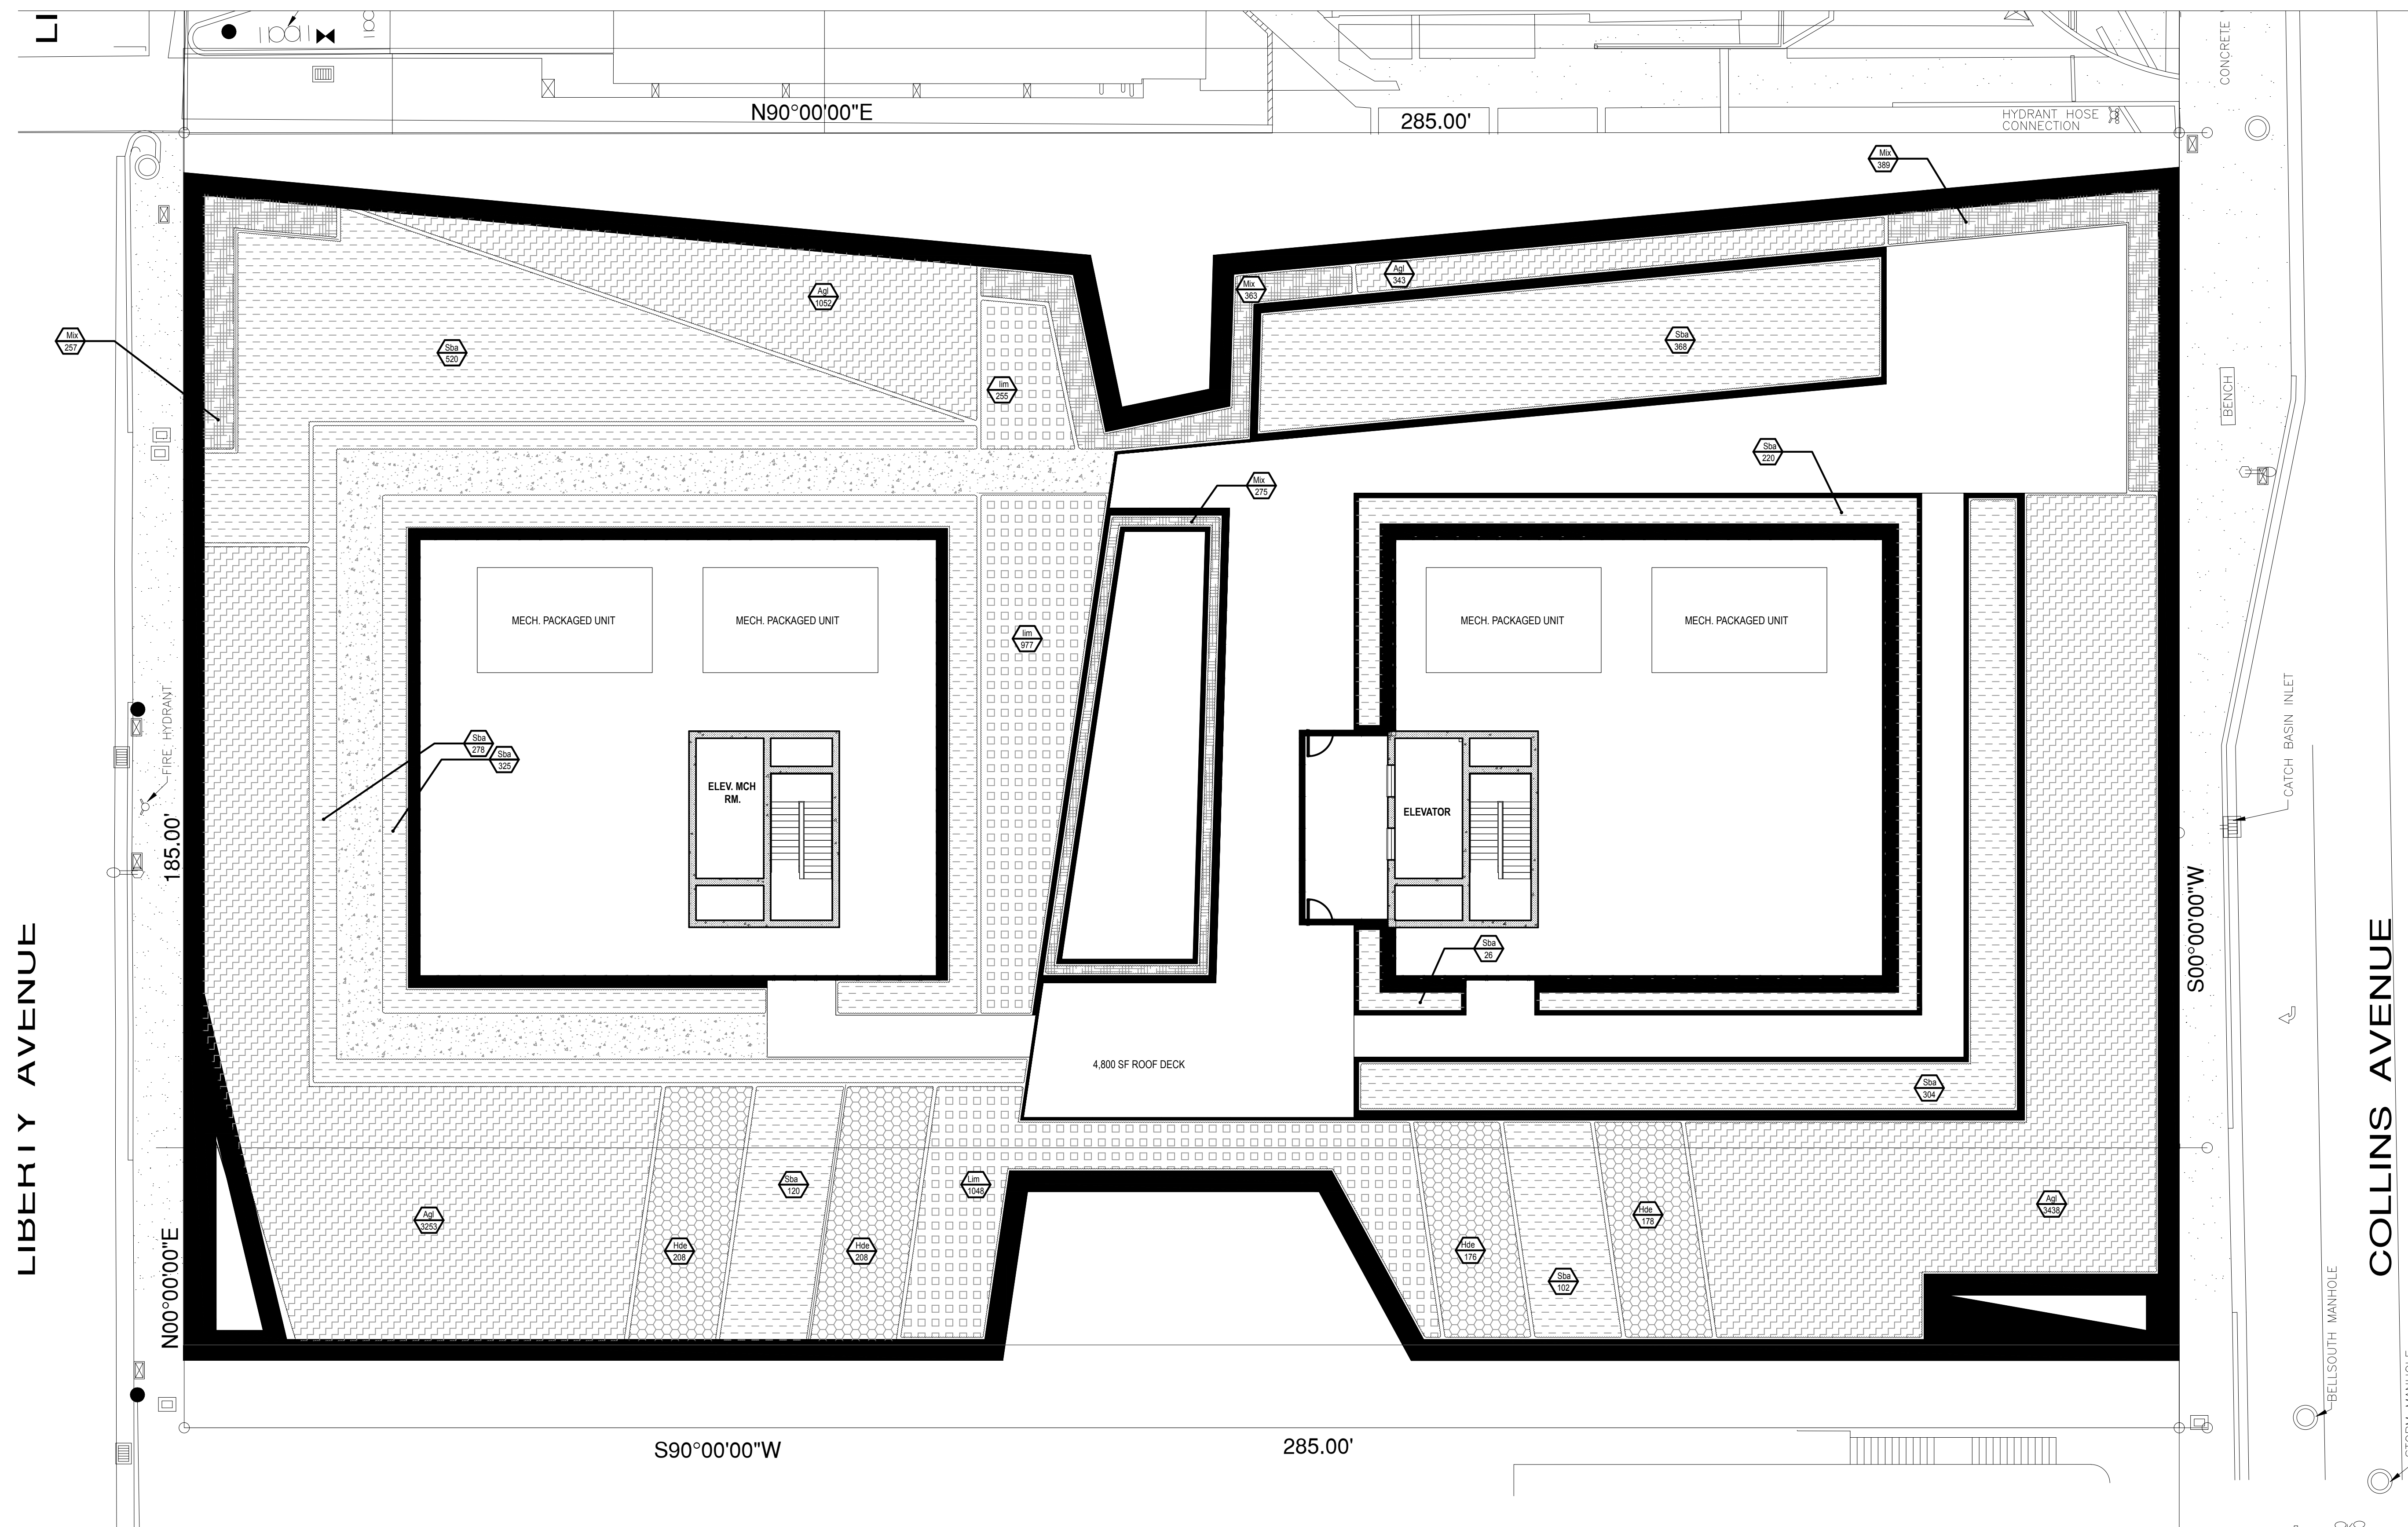 LI
N90°00'00"E
285.00'
CONCRETE
HYDRANT HOSE
CONNECTION
Mix
389
Agl
343
Mix
363
Agl
1052
Mix
257
Sba
520
Sba
368
lim
255
BENCH
Sba
220
Mix
275
MECH. PACKAGED UNIT
MECH. PACKAGED UNIT
MECH. PACKAGED UNIT
MECH. PACKAGED UNIT
lim
977
FIRE HYDRANT
CATCH BASIN INLET
Sba
278
Sba
325
ELEV. MCH
RM.
ELEVATOR
185.00'
S00°00'00"W
LIBERTY AVENUE
COLLINS AVENUE
Sba
26
4,800 SF ROOF DECK
Sba
304
Sba
120
Lim
1048
Agl
3253
Hde
208
Hde
208
Hde
176
Sba
102
Hde
178
Agl
3438
N00°00'00"E
BELLSOUTH MANHOLE
STORM MANHOLE
S90°00'00"W
285.00'